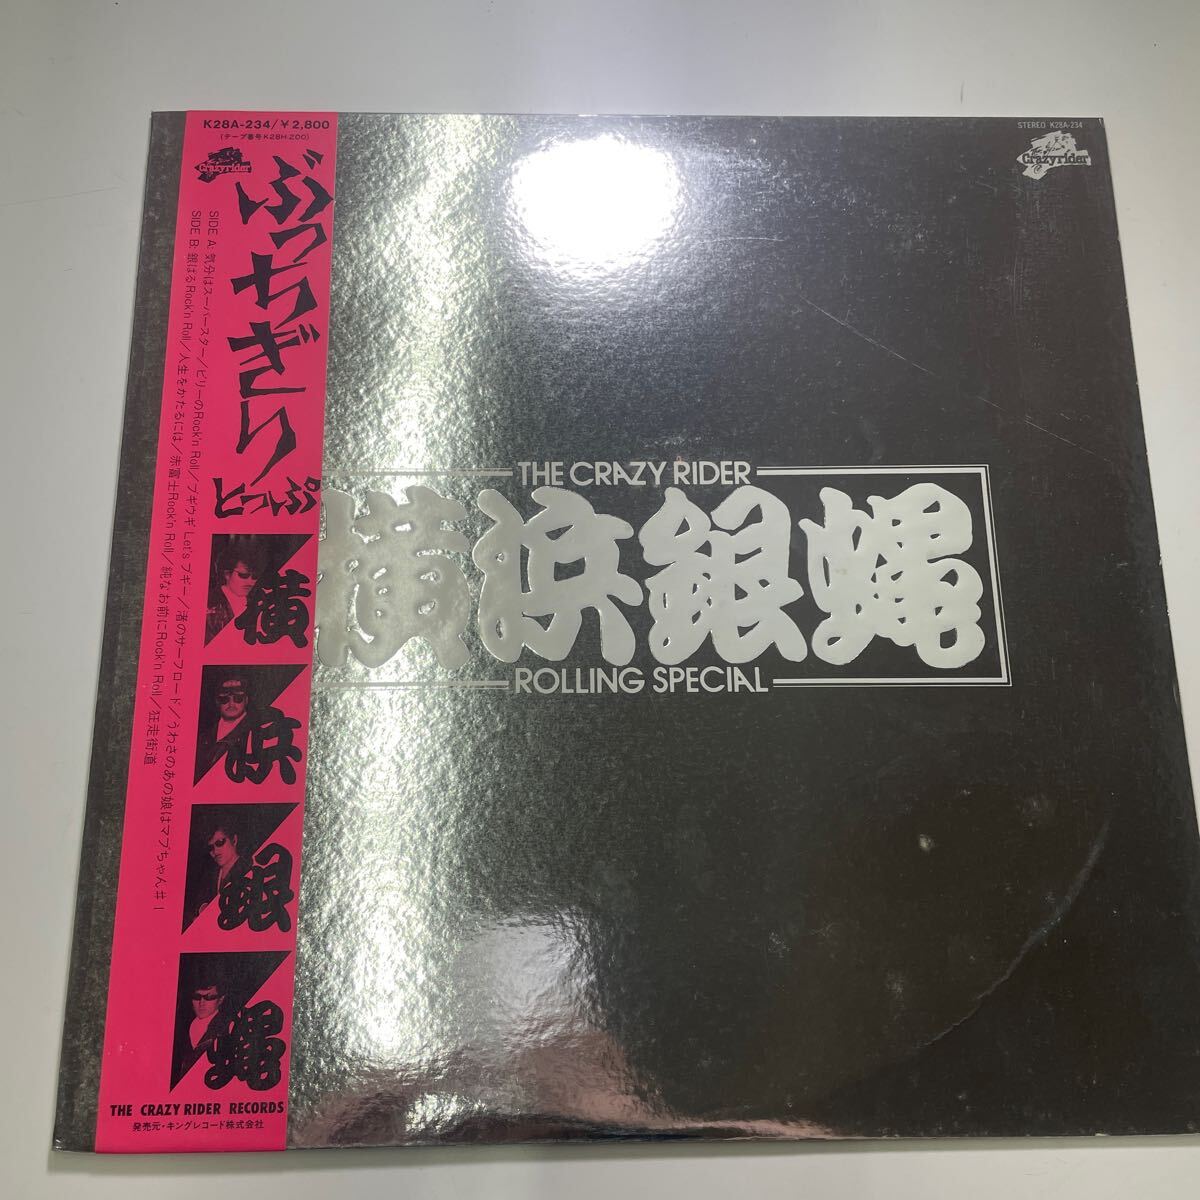 K28A-234/￥2,800
(テープ番号K28H-200)
Crazyrider
ぶっちぎり
とっぷ
SIDE A:気分はスーパースター/ビリーのRock'n Roll/ブギウギ Let's ブギー/渚のサーフロード/うわさのあの娘はマブちゃん#1
SIDE B:銀ばるRock'n Roll/人生をかたるには/赤富士Rock'n Roll/純なお前にRock'n Roll/狂走街道
横
浜
銀
蝿
THE CRAZY RIDER RECORDS
発売元・キングレコード株式会社
STEREO K28A-234
Crazyrider
THE CRAZY RIDER
横浜銀蝿
ROLLING SPECIAL